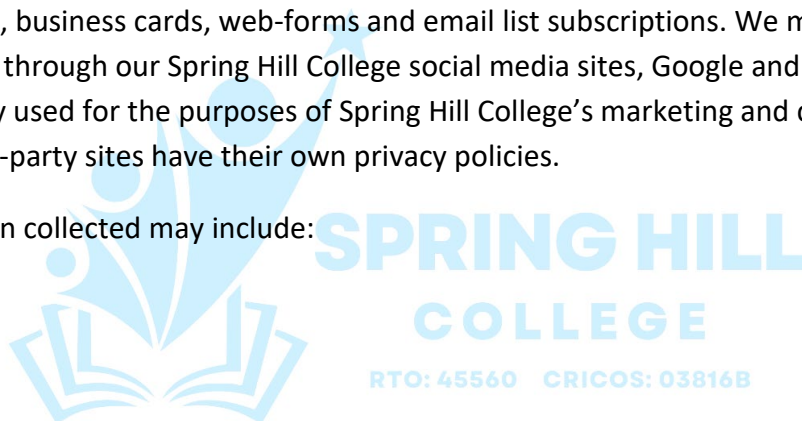 , business cards, web-forms and email list subscriptions. We m
through our Spring Hill College social media sites, Google and
used for the purposes of Spring Hill College’s marketing and
-party sites have their own privacy policies.
n collected may include:
SPRING HILL
COLLEGE
RTO: 45560 CRICOS: 03816B